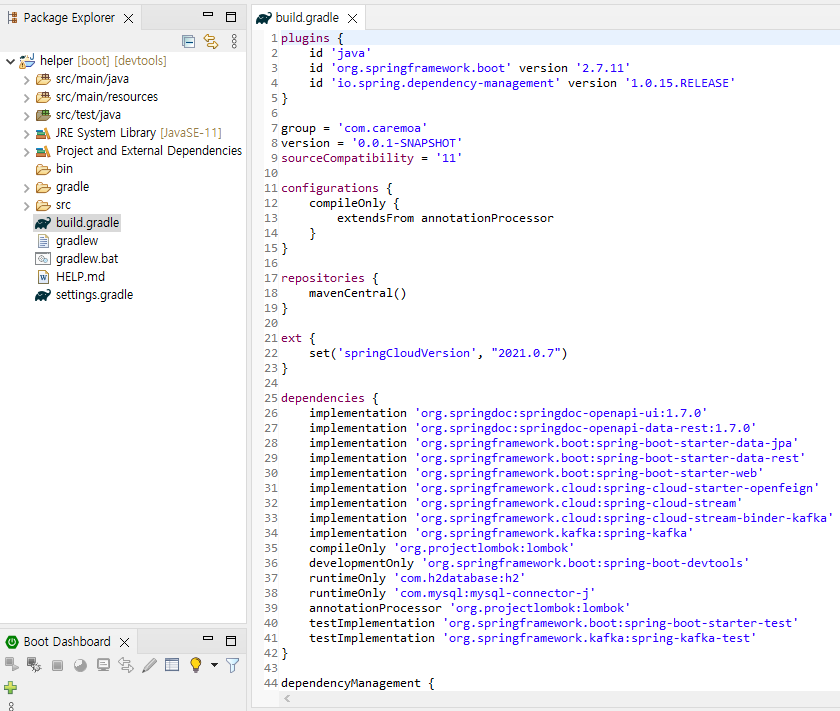 Package Explorer
helper [boot] [devtools]
src/main/java
src/main/resources
src/test/java
JRE System Library [JavaSE-11]
Project and External Dependencies
bin
gradle
src
build.gradle
gradlew
gradlew.bat
HELP.md
settings.gradle
Boot Dashboard
build.gradle
1 plugins {
2     id 'java'
3     id 'org.springframework.boot' version '2.7.11'
4     id 'io.spring.dependency-management' version '1.0.15.RELEASE'
5 }
6
7 group = 'com.caremoa'
8 version = '0.0.1-SNAPSHOT'
9 sourceCompatibility = '11'
10
11 configurations {
12     compileOnly {
13         extendsFrom annotationProcessor
14     }
15 }
16
17 repositories {
18     mavenCentral()
19 }
20
21 ext {
22     set('springCloudVersion', "2021.0.7")
23 }
24
25 dependencies {
26     implementation 'org.springdoc:springdoc-openapi-ui:1.7.0'
27     implementation 'org.springdoc:springdoc-openapi-data-rest:1.7.0'
28     implementation 'org.springframework.boot:spring-boot-starter-data-jpa'
29     implementation 'org.springframework.boot:spring-boot-starter-data-rest'
30     implementation 'org.springframework.boot:spring-boot-starter-web'
31     implementation 'org.springframework.cloud:spring-cloud-starter-openfeign'
32     implementation 'org.springframework.cloud:spring-cloud-stream'
33     implementation 'org.springframework.cloud:spring-cloud-stream-binder-kafka'
34     implementation 'org.springframework.kafka:spring-kafka'
35     compileOnly 'org.projectlombok:lombok'
36     developmentOnly 'org.springframework.boot:spring-boot-devtools'
37     runtimeOnly 'com.h2database:h2'
38     runtimeOnly 'com.mysql:mysql-connector-j'
39     annotationProcessor 'org.projectlombok:lombok'
40     testImplementation 'org.springframework.boot:spring-boot-starter-test'
41     testImplementation 'org.springframework.kafka:spring-kafka-test'
42 }
43
44 dependencyManagement {